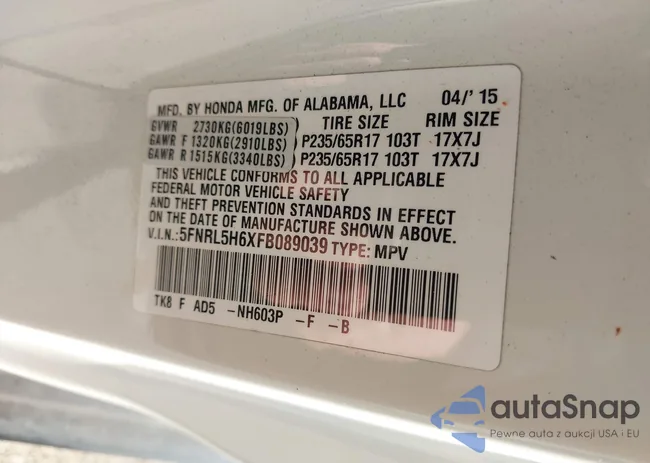 MFD. BY HONDA MFG. OF ALABAMA, LLC 04/' 15
GVWR 2730KG(6019LBS) TIRE SIZE RIM SIZE
GAWR F 1320KG(2910LBS) P235/65R17 103T 17X7J
GAWR R 1515KG(3340LBS) P235/65R17 103T 17X7J
THIS VEHICLE CONFORMS TO ALL APPLICABLE
FEDERAL MOTOR VEHICLE SAFETY
AND THEFT PREVENTION STANDARDS IN EFFECT
ON THE DATE OF MANUFACTURE SHOWN ABOVE.
V.I.N.:5FNRL5H6XFB089039 TYPE: MPV
TK8 F AD5 -NH603P -F -B
autaSnap
Pewne auta z aukcji USA i EU